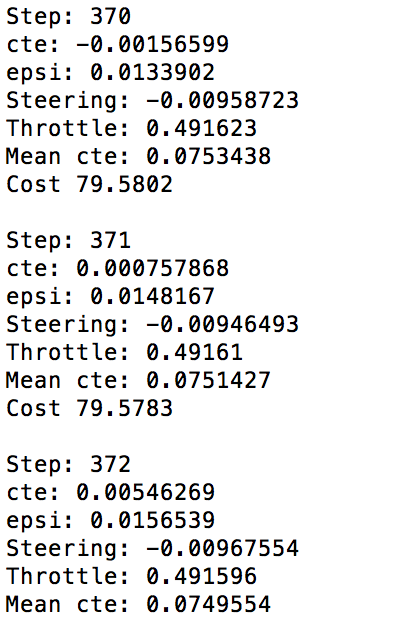 Step: 370
cte: -0.00156599
epsi: 0.0133902
Steering: -0.00958723
Throttle: 0.491623
Mean cte: 0.0753438
Cost 79.5802
Step: 371
cte: 0.000757868
epsi: 0.0148167
Steering: -0.00946493
Throttle: 0.49161
Mean cte: 0.0751427
Cost 79.5783
Step: 372
cte: 0.00546269
epsi: 0.0156539
Steering: -0.00967554
Throttle: 0.491596
Mean cte: 0.0749554